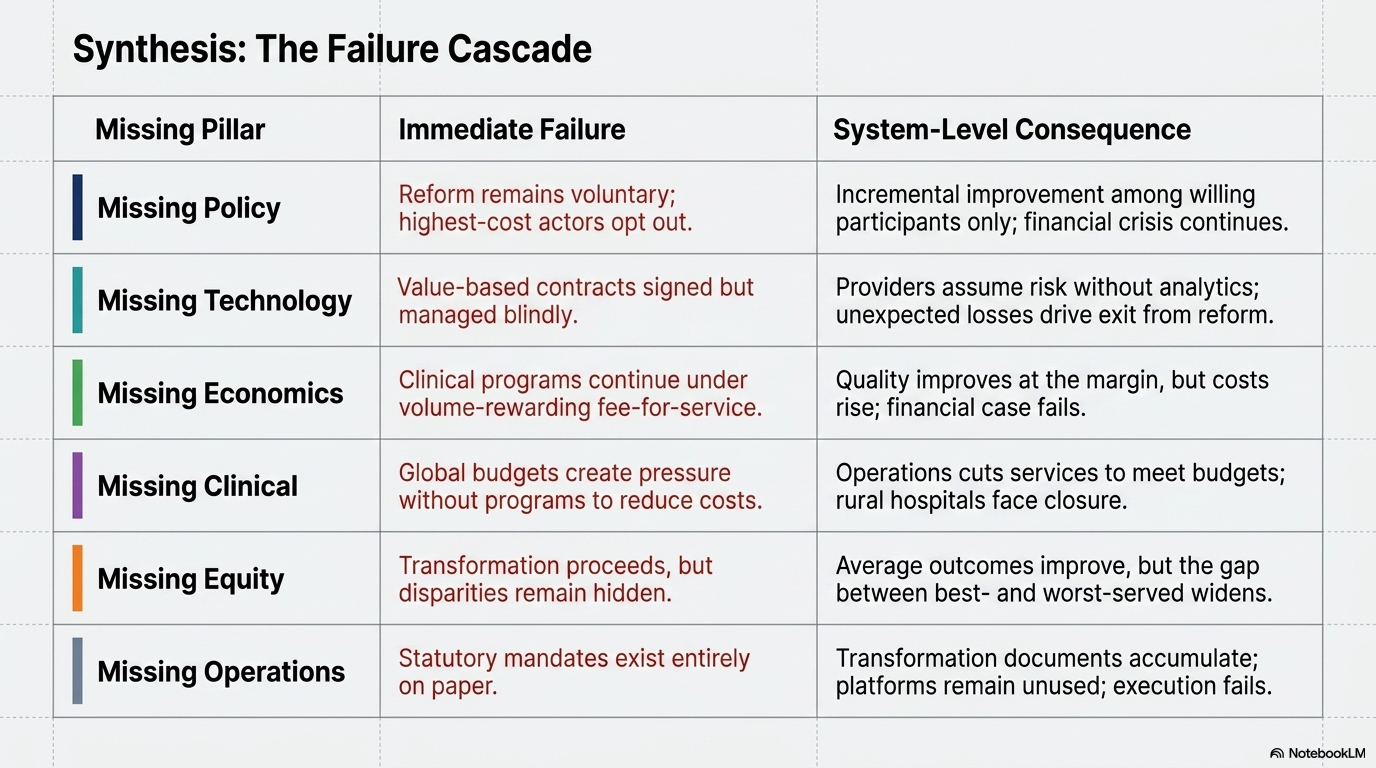 Synthesis: The Failure Cascade
Missing Pillar
Immediate Failure
System-Level Consequence
Missing Policy
Reform remains voluntary;
highest-cost actors opt out.
Incremental improvement among willing
participants only; financial crisis continues.
Missing Technology
Value-based contracts signed but
managed blindly.
Providers assume risk without analytics;
unexpected losses drive exit from reform.
Missing Economics
Clinical programs continue under
volume-rewarding fee-for-service.
Quality improves at the margin, but costs
rise; financial case fails.
Missing Clinical
Global budgets create pressure
without programs to reduce costs.
Operations cuts services to meet budgets;
rural hospitals face closure.
Missing Equity
Transformation proceeds, but
disparities remain hidden.
Average outcomes improve, but the gap
between best- and worst-served widens.
Missing Operations
Statutory mandates exist entirely
on paper.
Transformation documents accumulate;
platforms remain unused; execution fails.
NotebookLM